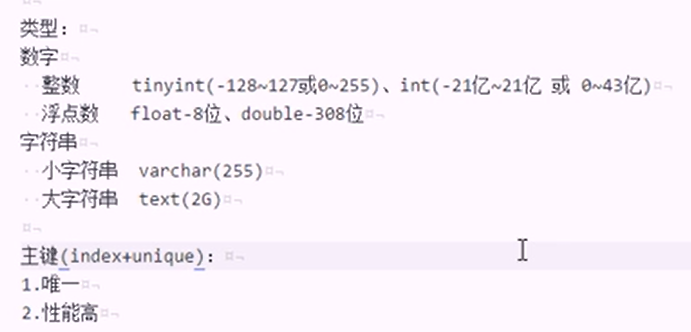 类型：
数字
整数 tinyint(-128~127或0~255)、int(-21亿~21亿 或 0~43亿)
浮点数 float-8位、double-308位
字符串
小字符串 varchar(255)
大字符串 text(2G)
主键(index+unique)：
1.唯一
2.性能高